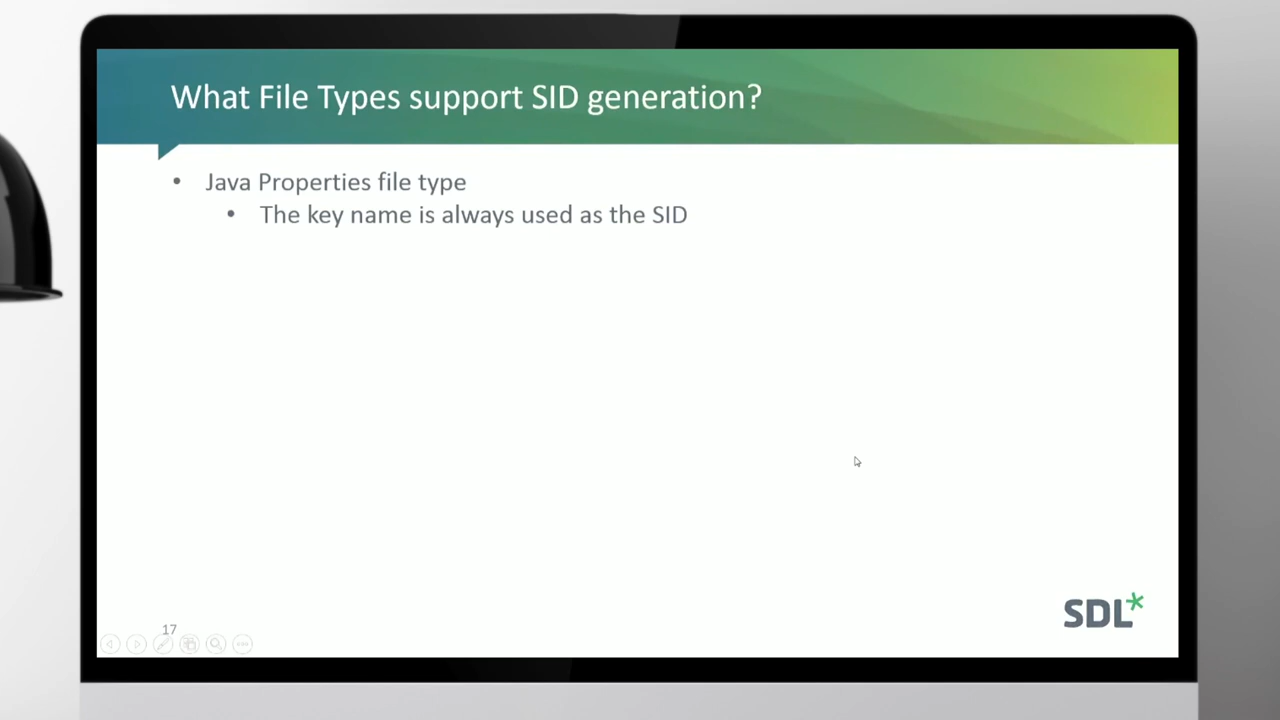 What File Types support SID generation?
• Java Properties file type
• The key name is always used as the SID
17
SDL*